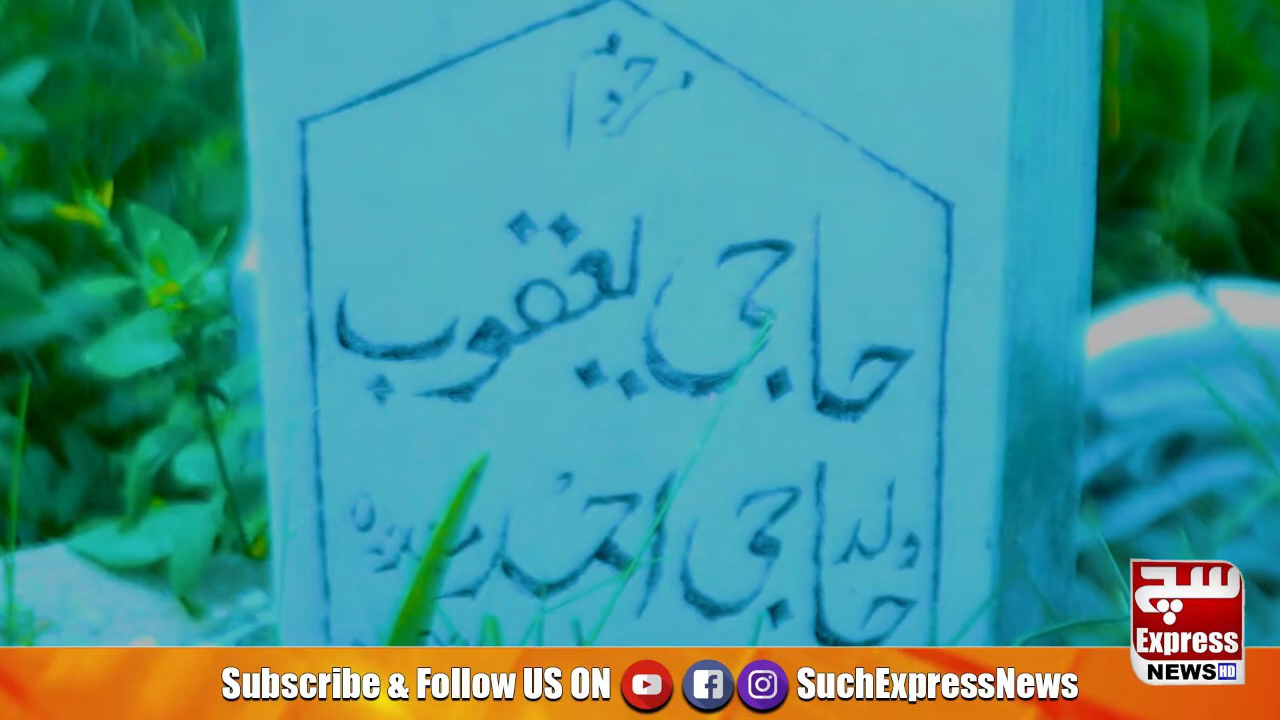 مرحوم
حاجی یعقوب
ولد حاجی احمد
سچ
Express
NEWS HD
Subscribe & Follow US ON SuchExpressNews